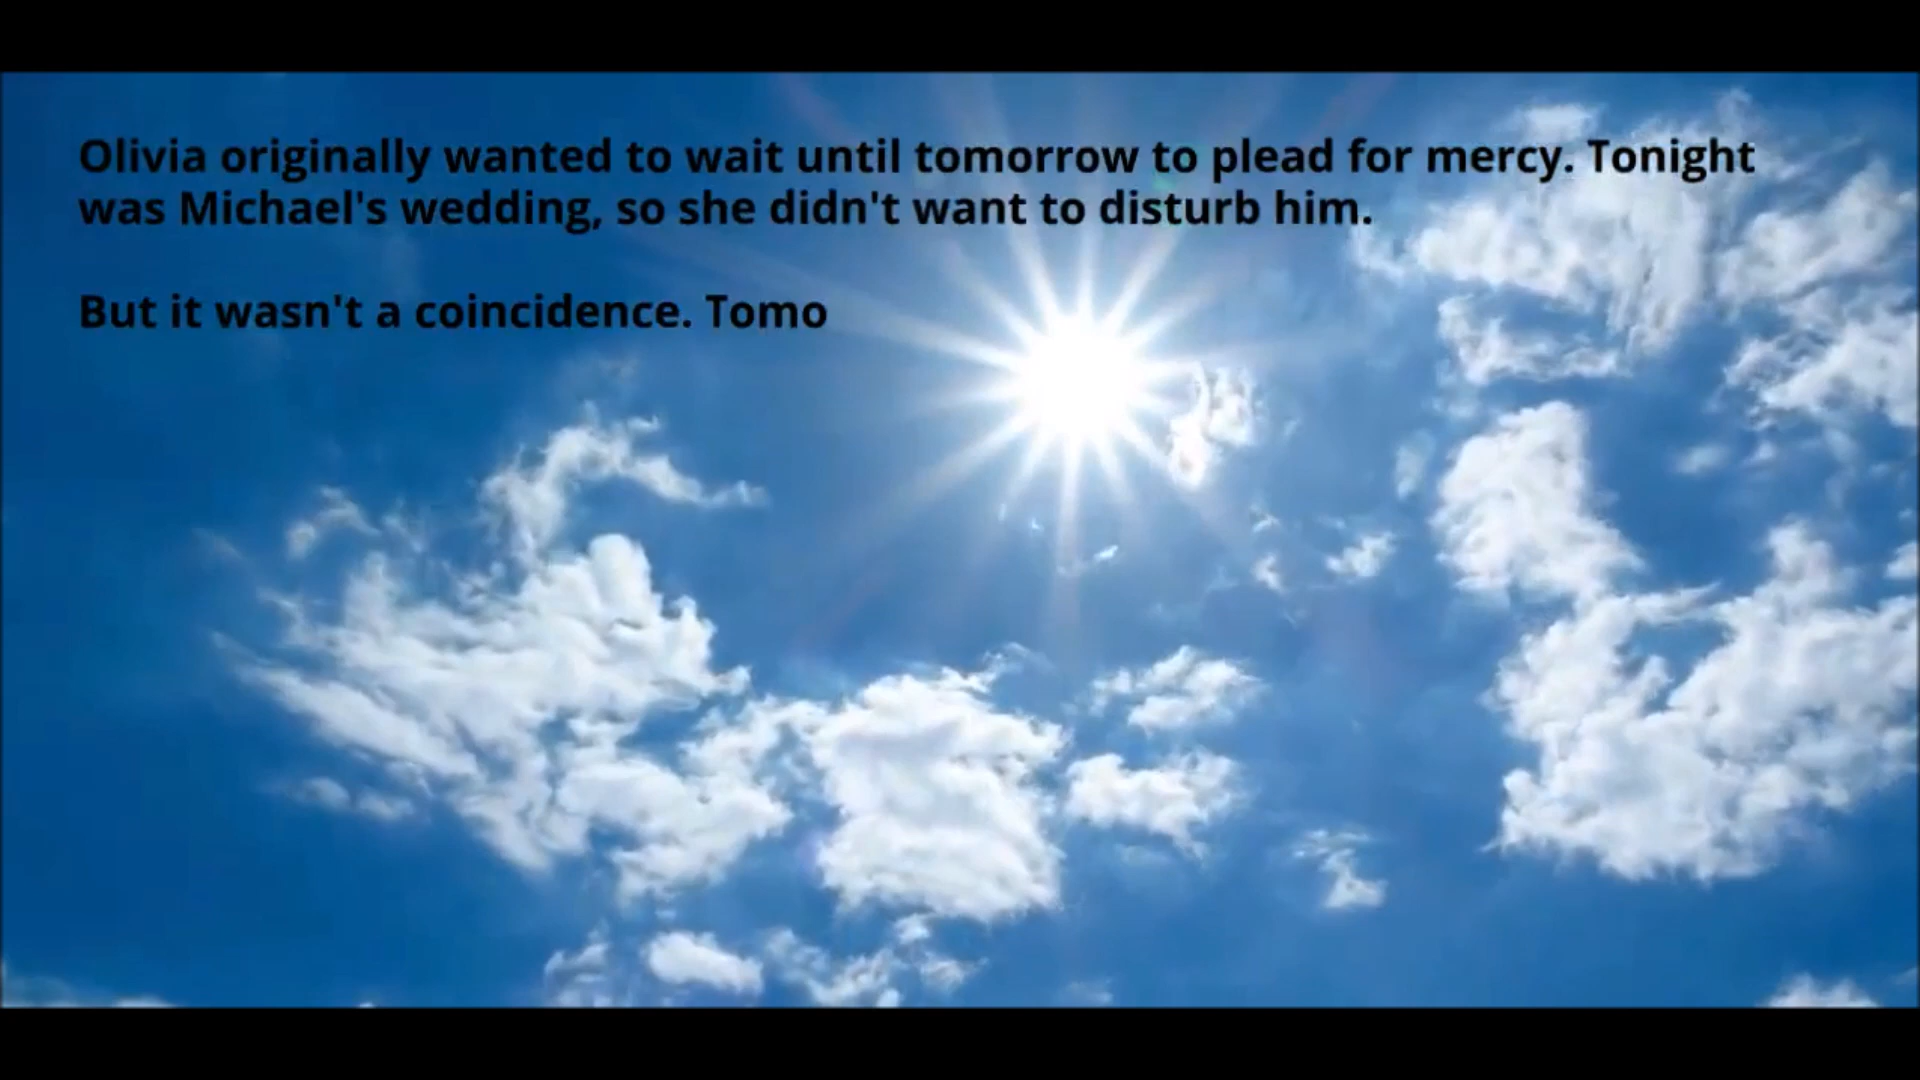 Olivia originally wanted to wait until tomorrow to plead for mercy. Tonight
was Michael's wedding, so she didn't want to disturb him.
But it wasn't a coincidence. Tomo